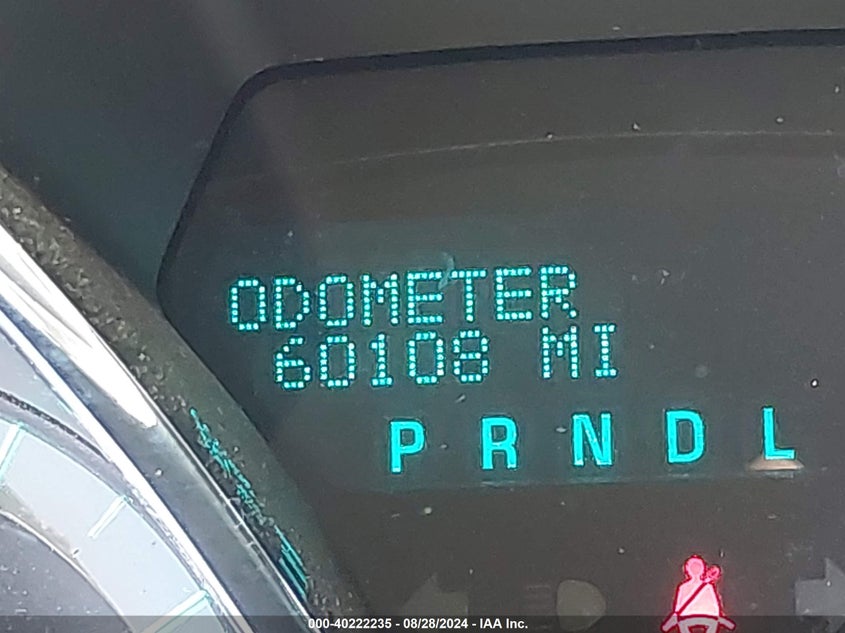 ODOMETER
60108 MI
P R N D L
000-40222235 - 08/28/2024 - IAA Inc.